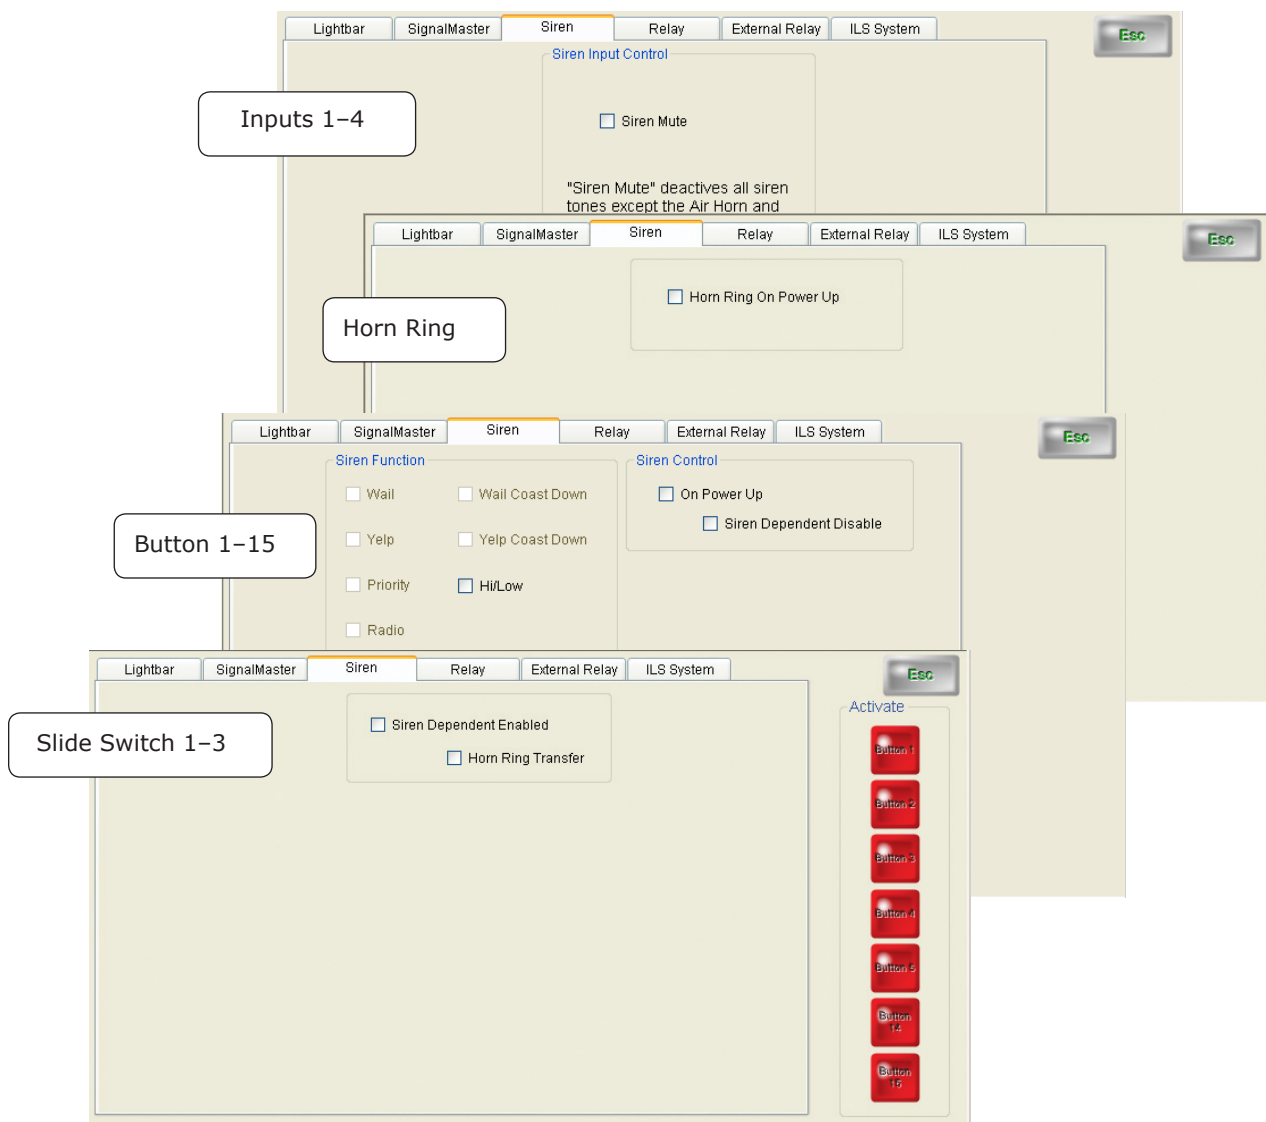 Lightbar SignalMaster Siren Relay External Relay ILS System Esc
Siren Input Control
Inputs 1–4
Siren Mute
"Siren Mute" deactives all siren
tones except the Air Horn and
Lightbar SignalMaster Siren Relay External Relay ILS System Esc
Horn Ring On Power Up
Horn Ring
Lightbar SignalMaster Siren Relay External Relay ILS System Esc
Siren Function Siren Control
Wail Wail Coast Down On Power Up
Siren Dependent Disable
Button 1–15
Yelp Yelp Coast Down
Priority Hi/Low
Radio
Lightbar SignalMaster Siren Relay External Relay ILS System Esc
Activate
Slide Switch 1–3
Siren Dependent Enabled
Horn Ring Transfer
Button 1
Button 2
Button 3
Button 4
Button 5
Button
14
Button
15